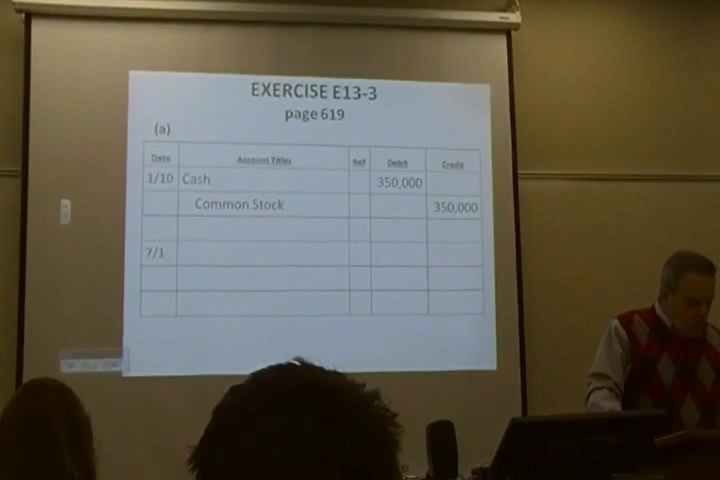 EXERCISE E13-3
page 619
(a)
Date Account Titles Ref Debit Credit
1/10 Cash 350,000
Common Stock 350,000
7/1